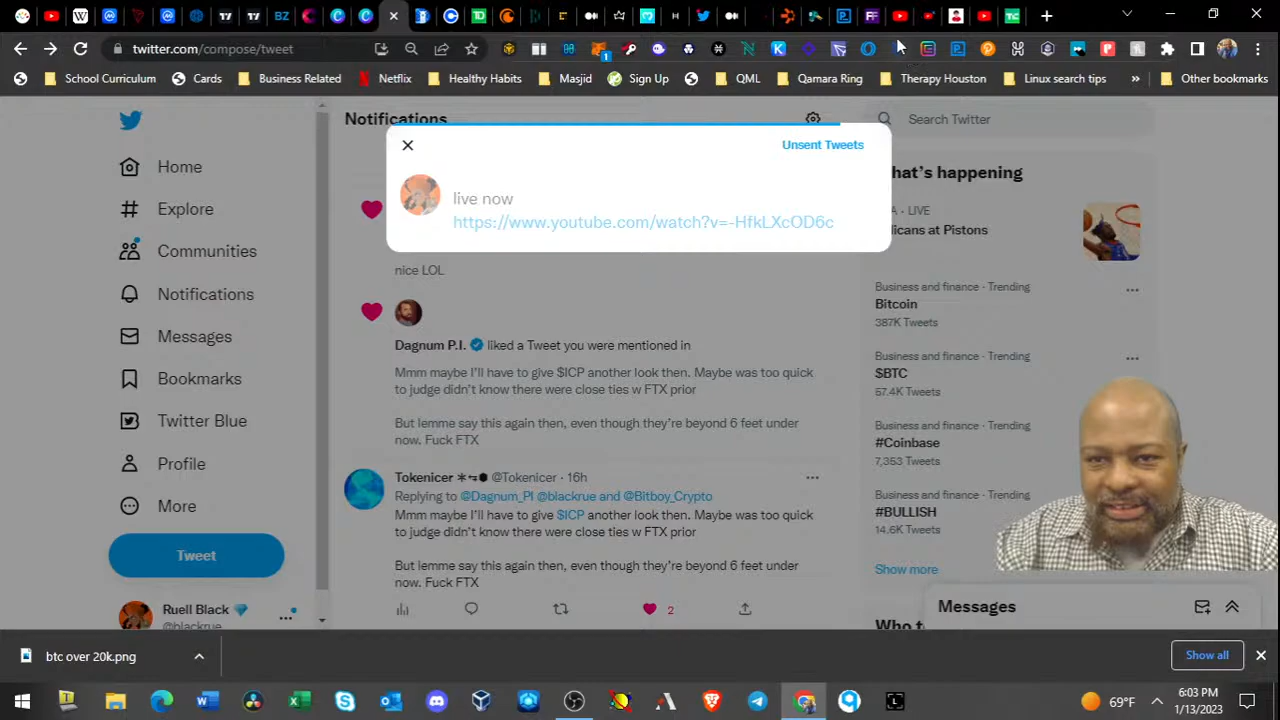 twitter.com/compose/tweet
1
School Curriculum
Cards
Business Related
Netflix
Healthy Habits
Masjid
Sign Up
QML
Qamara Ring
Therapy Houston
Linux search tips
»
Other bookmarks
Home
Explore
Communities
Notifications
Messages
Bookmarks
Twitter Blue
Profile
More
Tweet
Ruell Black
@blackrue
Notifications
Unsent Tweets
live now
https://www.youtube.com/watch?v=-HfkLXcOD6c
nice LOL
Dagnum P.I. liked a Tweet you were mentioned in
Mmm maybe I'll have to give $ICP another look then. Maybe was too quick
to judge didn't know there were close ties w FTX prior
But lemme say this again then, even though they're beyond 6 feet under
now. Fuck FTX
Tokenicer @Tokenicer · 16h
Replying to @Dagnum_PI @blackrue and @Bitboy_Crypto
Mmm maybe I'll have to give $ICP another look then. Maybe was too quick
to judge didn't know there were close ties w FTX prior
But lemme say this again then, even though they're beyond 6 feet under
now. Fuck FTX
2
Search Twitter
hat's happening
A · LIVE
licans at Pistons
Business and finance · Trending
Bitcoin
387K Tweets
Business and finance · Trending
$BTC
57.4K Tweets
Business and finance · Trending
#Coinbase
7,353 Tweets
Business and finance · Trending
#BULLISH
14.6K Tweets
Show more
Messages
Who t
btc over 20k.png
Show all
69°F
6:03 PM
1/13/2023